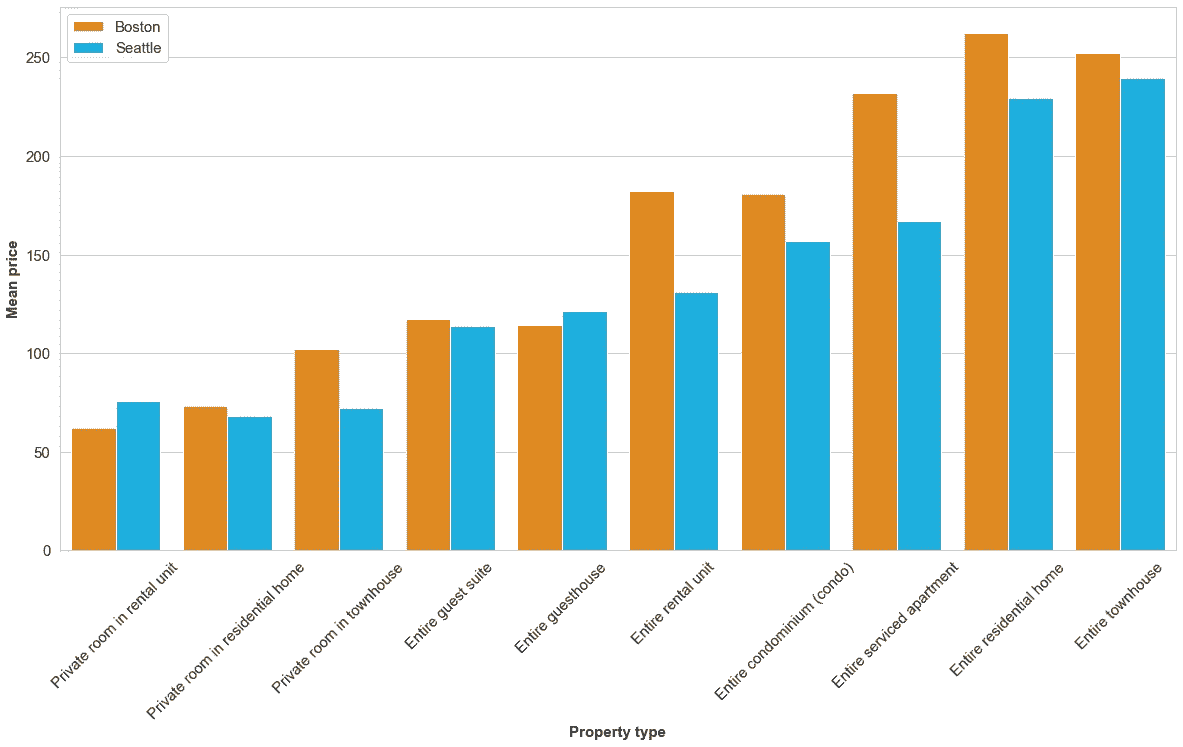 Boston
Seattle
250
200
150
100
50
0
Mean price
Private room in rental unit
Private room in residential home
Private room in townhouse
Entire guest suite
Entire guesthouse
Entire rental unit
Entire condominium (condo)
Entire serviced apartment
Entire residential home
Entire townhouse
Property type